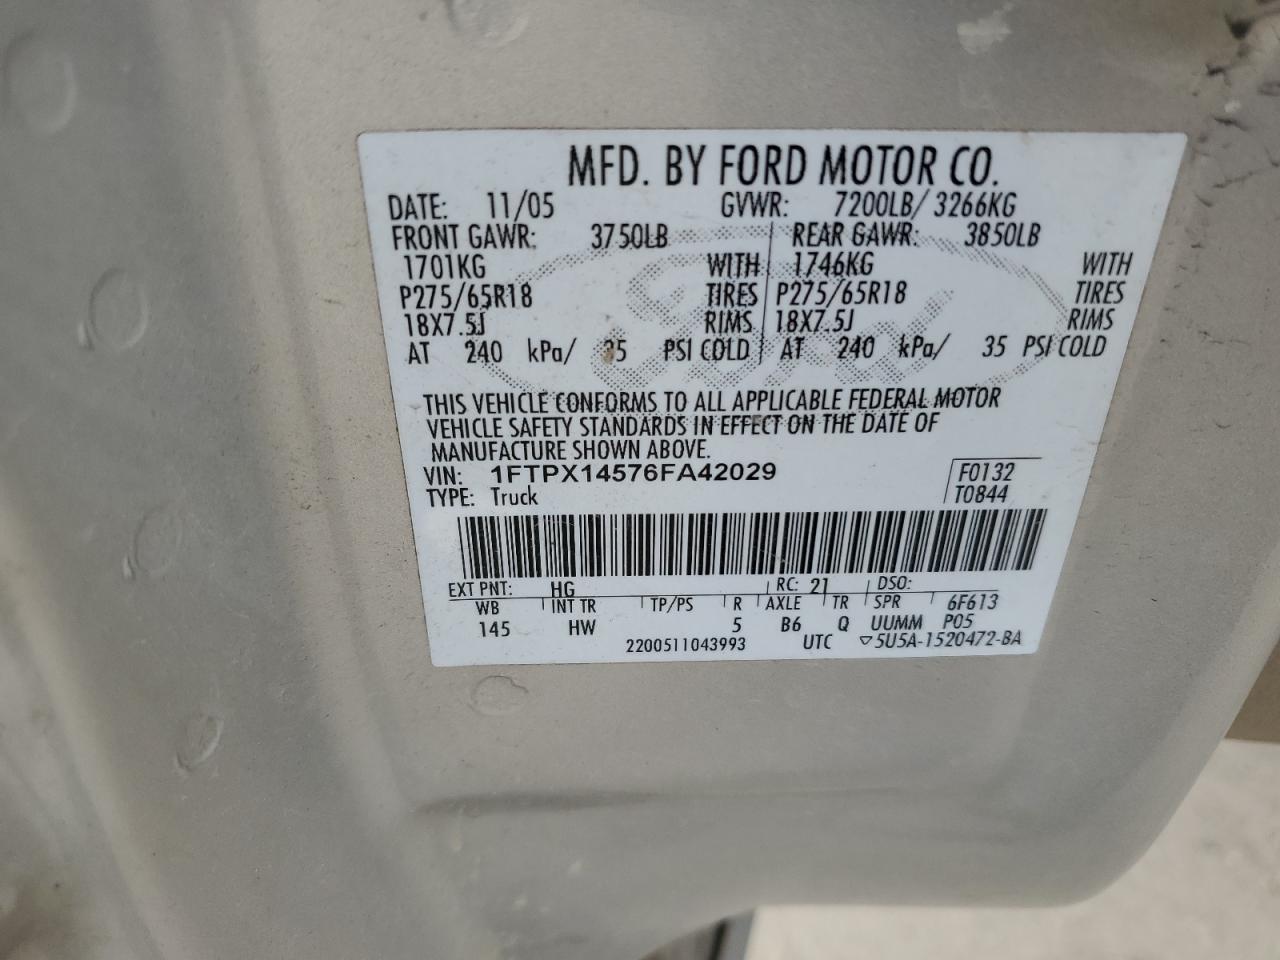 MFD. BY FORD MOTOR CO.
DATE: 11/05 GVWR: 7200LB/ 3266KG
FRONT GAWR: 3750LB REAR GAWR: 3850LB
1701KG WITH 1746KG WITH
P275/65R18 TIRES P275/65R18 TIRES
18X7.5J RIMS 18X7.5J RIMS
AT 240 kPa/ 35 PSI COLD AT 240 kPa/ 35 PSI COLD
Ford
THIS VEHICLE CONFORMS TO ALL APPLICABLE FEDERAL MOTOR
VEHICLE SAFETY STANDARDS IN EFFECT ON THE DATE OF
MANUFACTURE SHOWN ABOVE.
VIN: 1FTPX14576FA42029 F0132
TYPE: Truck T0844
EXT PNT: HG RC: 21 DSO:
WB INT TR TP/PS R AXLE TR SPR 6F613
145 HW 5 B6 Q UUMM P05
2200511043993 UTC ▽5U5A-1520472-BA